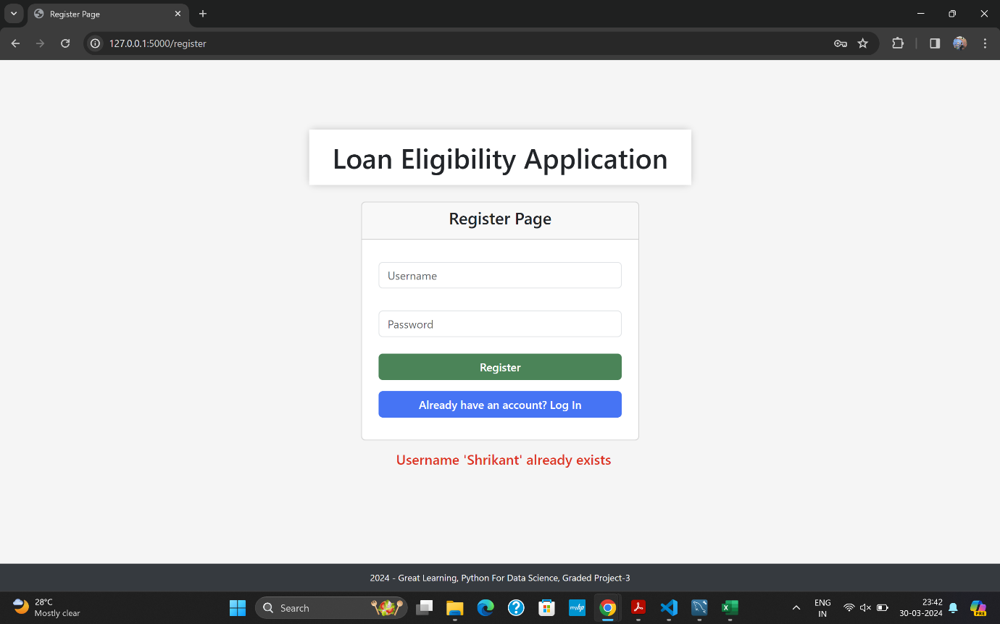 Register Page
127.0.0.1:5000/register
Loan Eligibility Application
Register Page
Username
Password
Register
Already have an account? Log In
Username 'Shrikant' already exists
2024 - Great Learning, Python For Data Science, Graded Project-3
28°C
Mostly clear
Search
myhp
ENG
IN
23:42
30-03-2024
PRE